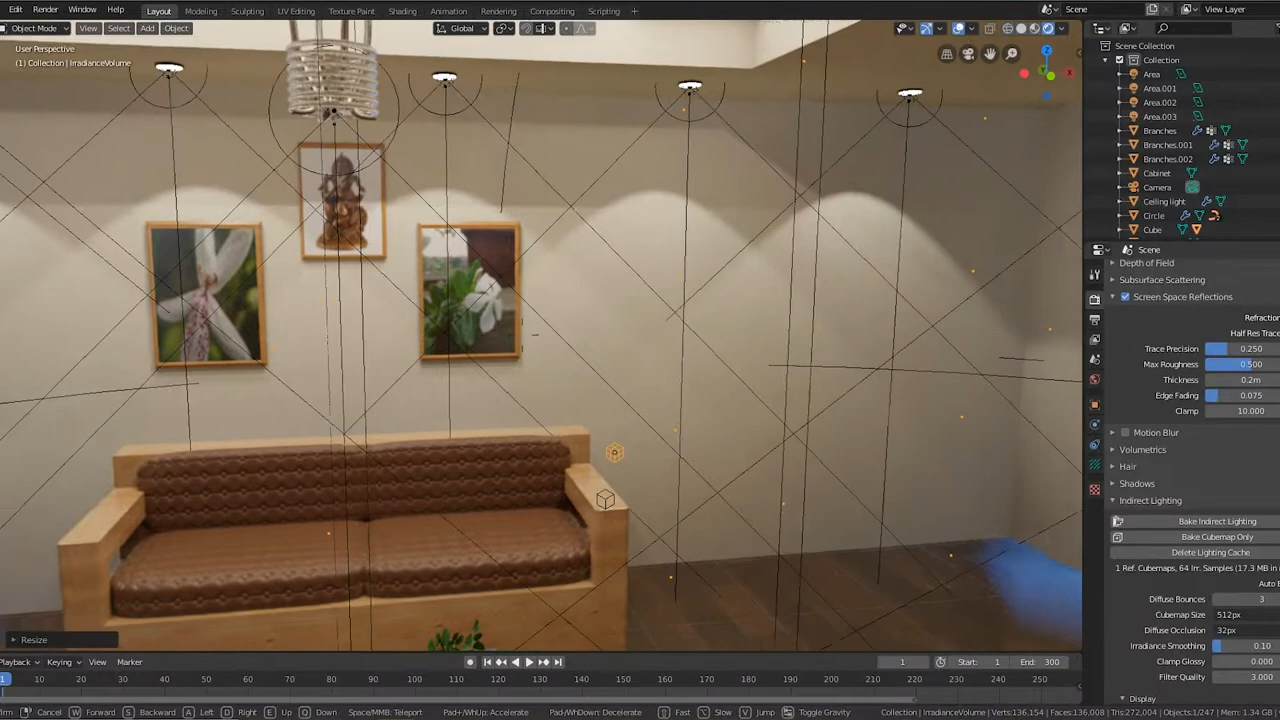 Edit Render Window Help Layout Modeling Sculpting UV Editing Texture Paint Shading Animation Rendering Compositing Scripting + Scene View Layer
Object Mode View Select Add Object Global
User Perspective
(1) Collection | IrradianceVolume
Z
X
Scene Collection
Collection
Area
Area.001
Area.002
Area.003
Branches
Branches.001
Branches.002
Cabinet
Camera
Ceiling light
Circle
Cube
Scene
Depth of Field
Subsurface Scattering
Screen Space Reflections
Refraction
Half Res Trace
Trace Precision 0.250
Max Roughness 0.500
Thickness 0.2m
Edge Fading 0.075
Clamp 10.000
Motion Blur
Volumetrics
Hair
Shadows
Indirect Lighting
Bake Indirect Lighting
Bake Cubemap Only
Delete Lighting Cache
1 Ref. Cubemaps, 64 Irr. Samples (17.3 MB in
Auto B
Diffuse Bounces 3
Cubemap Size 512px
Diffuse Occlusion 32px
Irradiance Smoothing 0.10
Clamp Glossy 0.000
Filter Quality 3.000
Display
Resize
Playback Keying View Marker 1 Start: 1 End: 300
1 10 20 30 40 50 60 70 80 90 100 110 120 130 140 150 160 170 180 190 200 210 220 230 240 250
Cancel W Forward S Backward A Left D Right E Up Q Down Space/MMB: Teleport Pad+/WhUp: Accelerate Pad-/WhDown: Decelerate Fast Slow V Jump Toggle Gravity Collection | IrradianceVolume Verts:136,154 | Faces:136,008 | Tris:272,004 | Objects:1/247 | Mem: 1.34 GB |